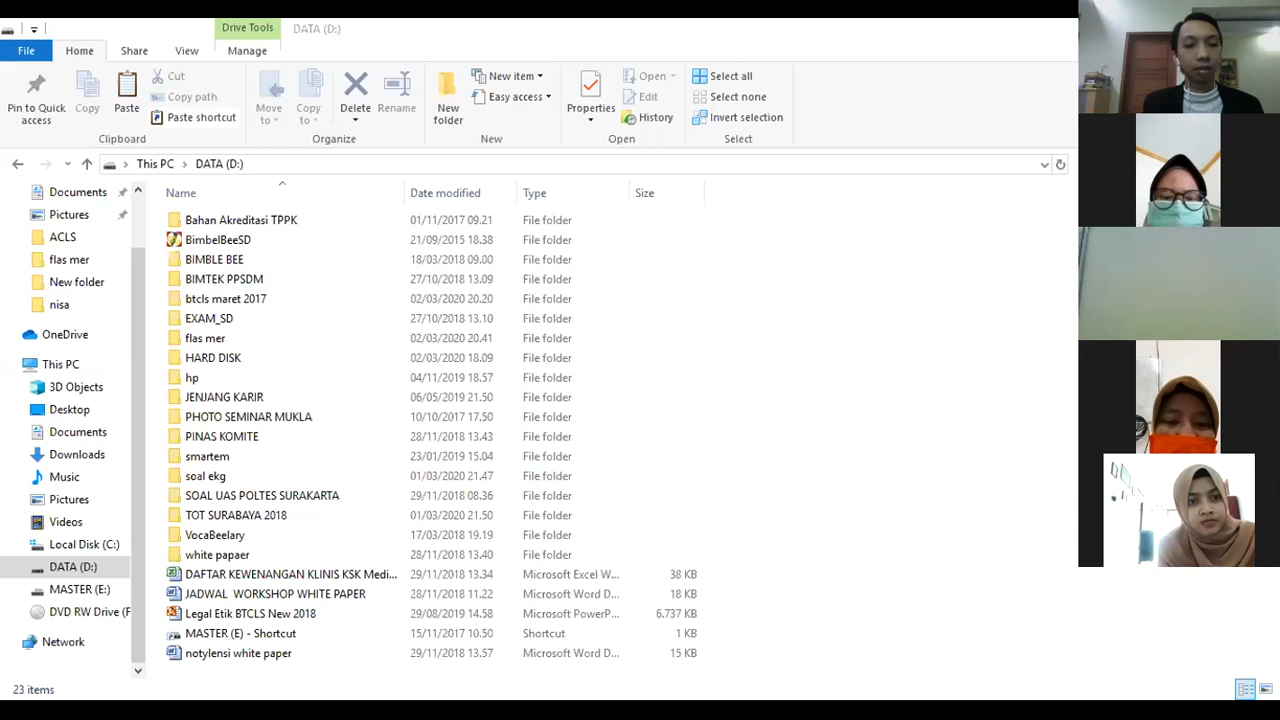 Drive Tools
DATA (D:)
File
Home
Share
View
Manage
Pin to Quick access
Copy
Paste
Cut
Copy path
Paste shortcut
Clipboard
Move to
Copy to
Delete
Rename
Organize
New folder
New item
Easy access
New
Properties
Open
Edit
History
Open
Select all
Select none
Invert selection
Select
This PC > DATA (D:)
Documents
Pictures
ACLS
flas mer
New folder
nisa
OneDrive
This PC
3D Objects
Desktop
Documents
Downloads
Music
Pictures
Videos
Local Disk (C:)
DATA (D:)
MASTER (E:)
DVD RW Drive (F
Network
Name Date modified Type Size
Bahan Akreditasi TPPK 01/11/2017 09.21 File folder
BimbelBeeSD 21/09/2015 18.38 File folder
BIMBLE BEE 18/03/2018 09.00 File folder
BIMTEK PPSDM 27/10/2018 13.09 File folder
btcls maret 2017 02/03/2020 20.20 File folder
EXAM_SD 27/10/2018 13.10 File folder
flas mer 02/03/2020 20.41 File folder
HARD DISK 02/03/2020 18.09 File folder
hp 04/11/2019 18.57 File folder
JENJANG KARIR 06/05/2019 21.50 File folder
PHOTO SEMINAR MUKLA 10/10/2017 17.50 File folder
PINAS KOMITE 28/11/2018 13.43 File folder
smartem 23/01/2019 15.04 File folder
soal ekg 01/03/2020 21.47 File folder
SOAL UAS POLTES SURAKARTA 29/11/2018 08.36 File folder
TOT SURABAYA 2018 01/03/2020 21.50 File folder
VocaBeelary 17/03/2018 19.19 File folder
white papaer 28/11/2018 13.40 File folder
DAFTAR KEWENANGAN KLINIS KSK Medi... 29/11/2018 13.34 Microsoft Excel W... 38 KB
JADWAL WORKSHOP WHITE PAPER 28/11/2018 11.22 Microsoft Word D... 18 KB
Legal Etik BTCLS New 2018 29/08/2019 14.58 Microsoft PowerP... 6.737 KB
MASTER (E) - Shortcut 15/11/2017 10.50 Shortcut 1 KB
notylensi white paper 29/11/2018 13.57 Microsoft Word D... 15 KB
23 items